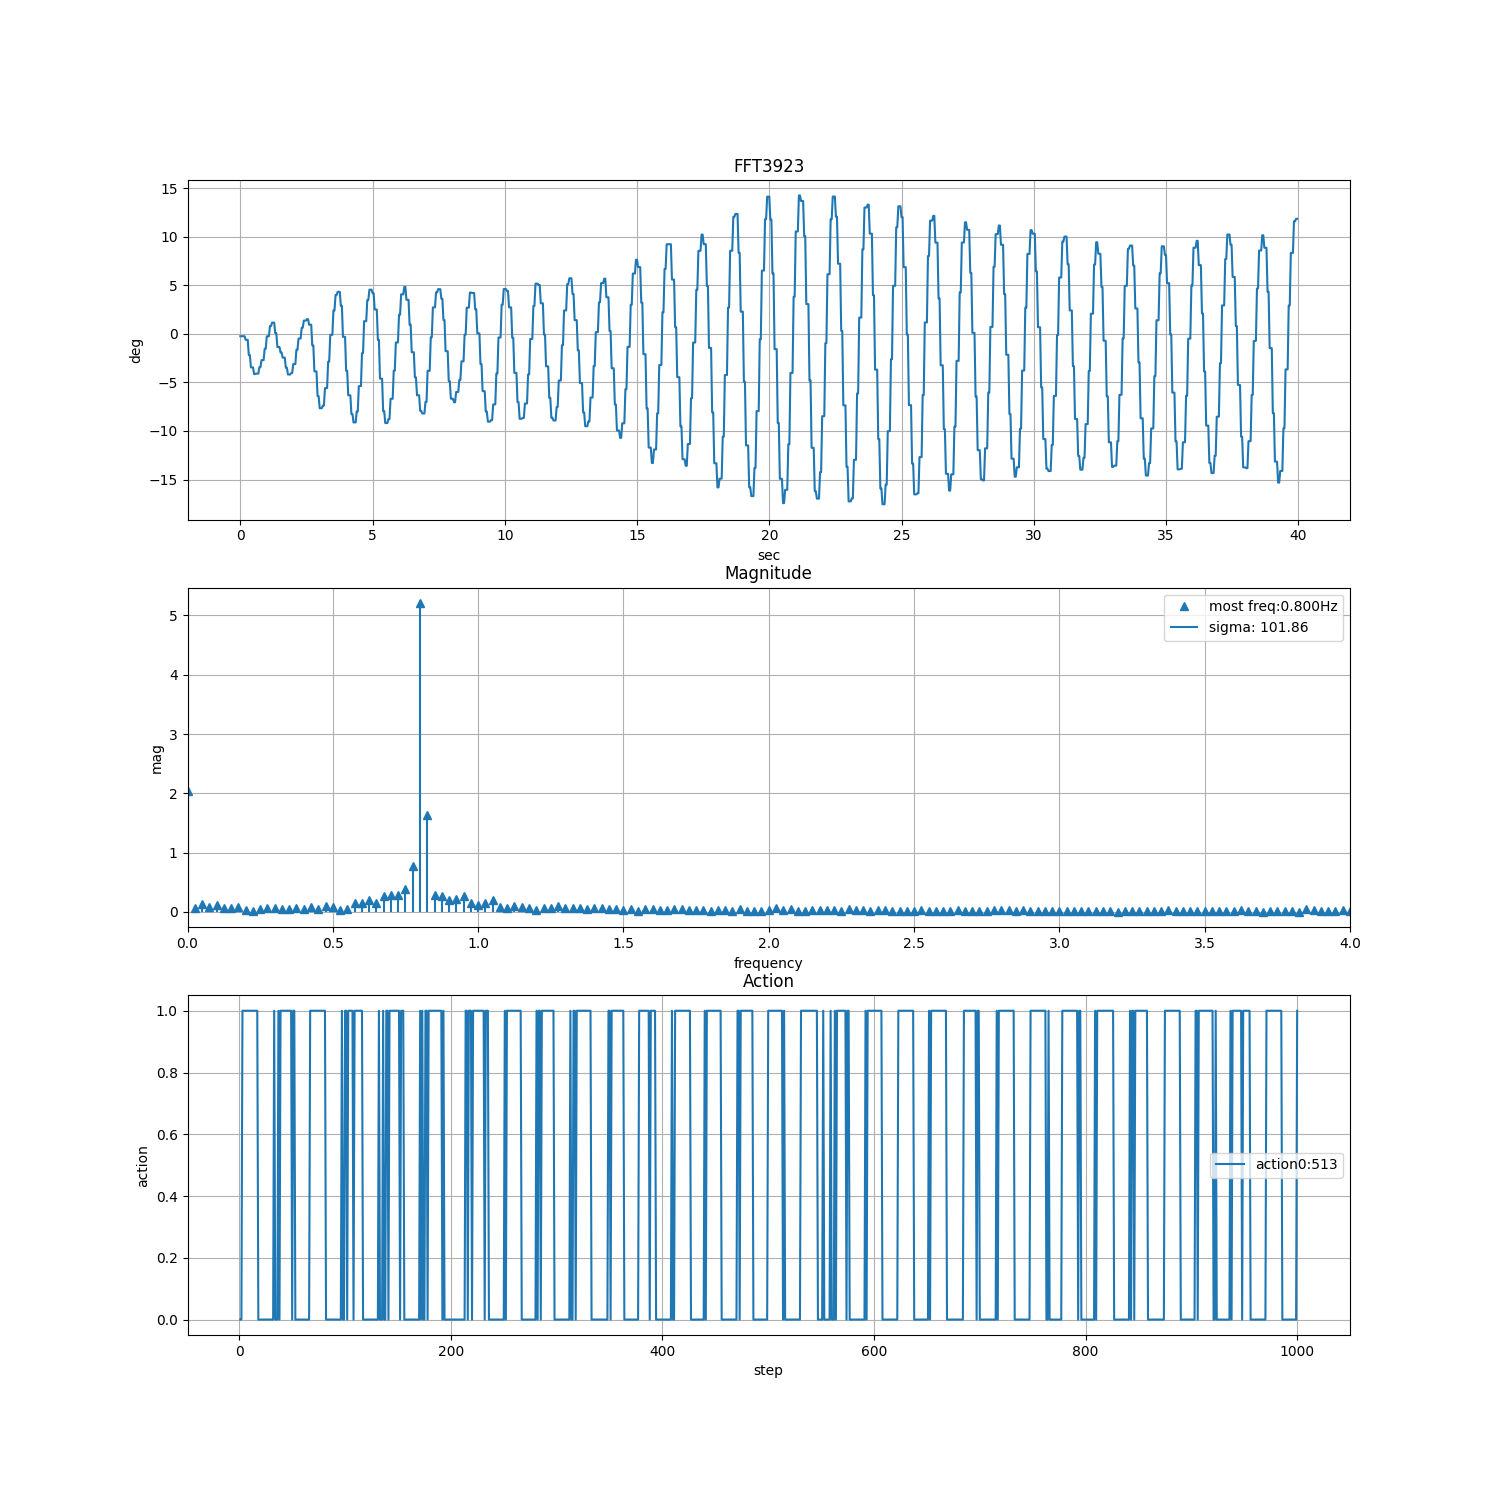 FFT3923
15
10
5
0
−5
−10
−15
deg
0 5 10 15 20 25 30 35 40
sec
Magnitude
most freq:0.800Hz
sigma: 101.86
5
4
3
2
1
0
mag
0.0 0.5 1.0 1.5 2.0 2.5 3.0 3.5 4.0
frequency
Action
1.0
0.8
0.6
0.4
0.2
0.0
action
action0:513
0 200 400 600 800 1000
step